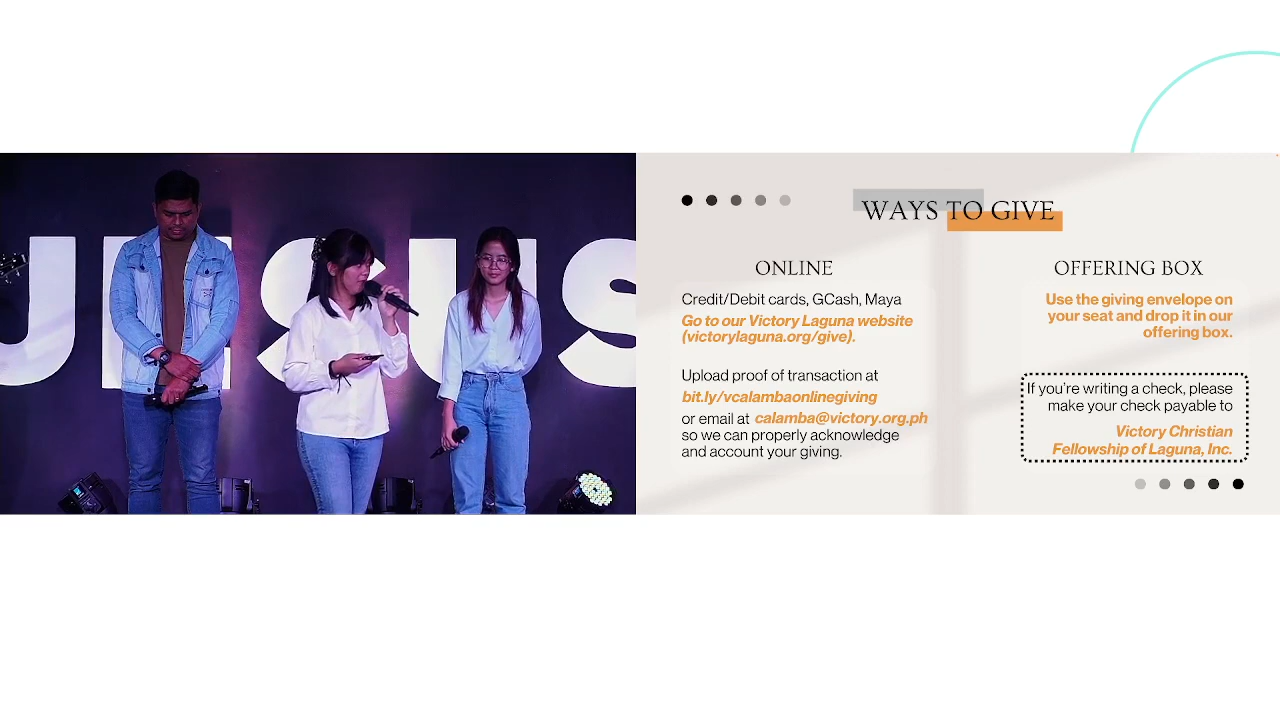 JESUS
WAYS TO GIVE
ONLINE
Credit/Debit cards, GCash, Maya
Go to our Victory Laguna website
(victorylaguna.org/give).
Upload proof of transaction at
bit.ly/vcalambaonlinegiving
or email at calamba@victory.org.ph
so we can properly acknowledge
and account your giving.
OFFERING BOX
Use the giving envelope on
your seat and drop it in our
offering box.
If you're writing a check, please
make your check payable to
Victory Christian
Fellowship of Laguna, Inc.